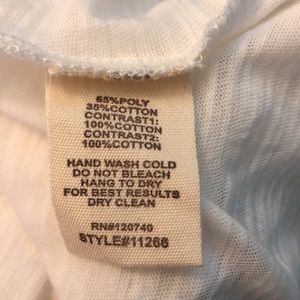 65%POLY
35%COTTON
CONTRAST1:
100%COTTON
CONTRAST2:
100%COTTON
HAND WASH COLD
DO NOT BLEACH
HANG TO DRY
FOR BEST RESULTS
DRY CLEAN
RN#120740
STYLE#11266